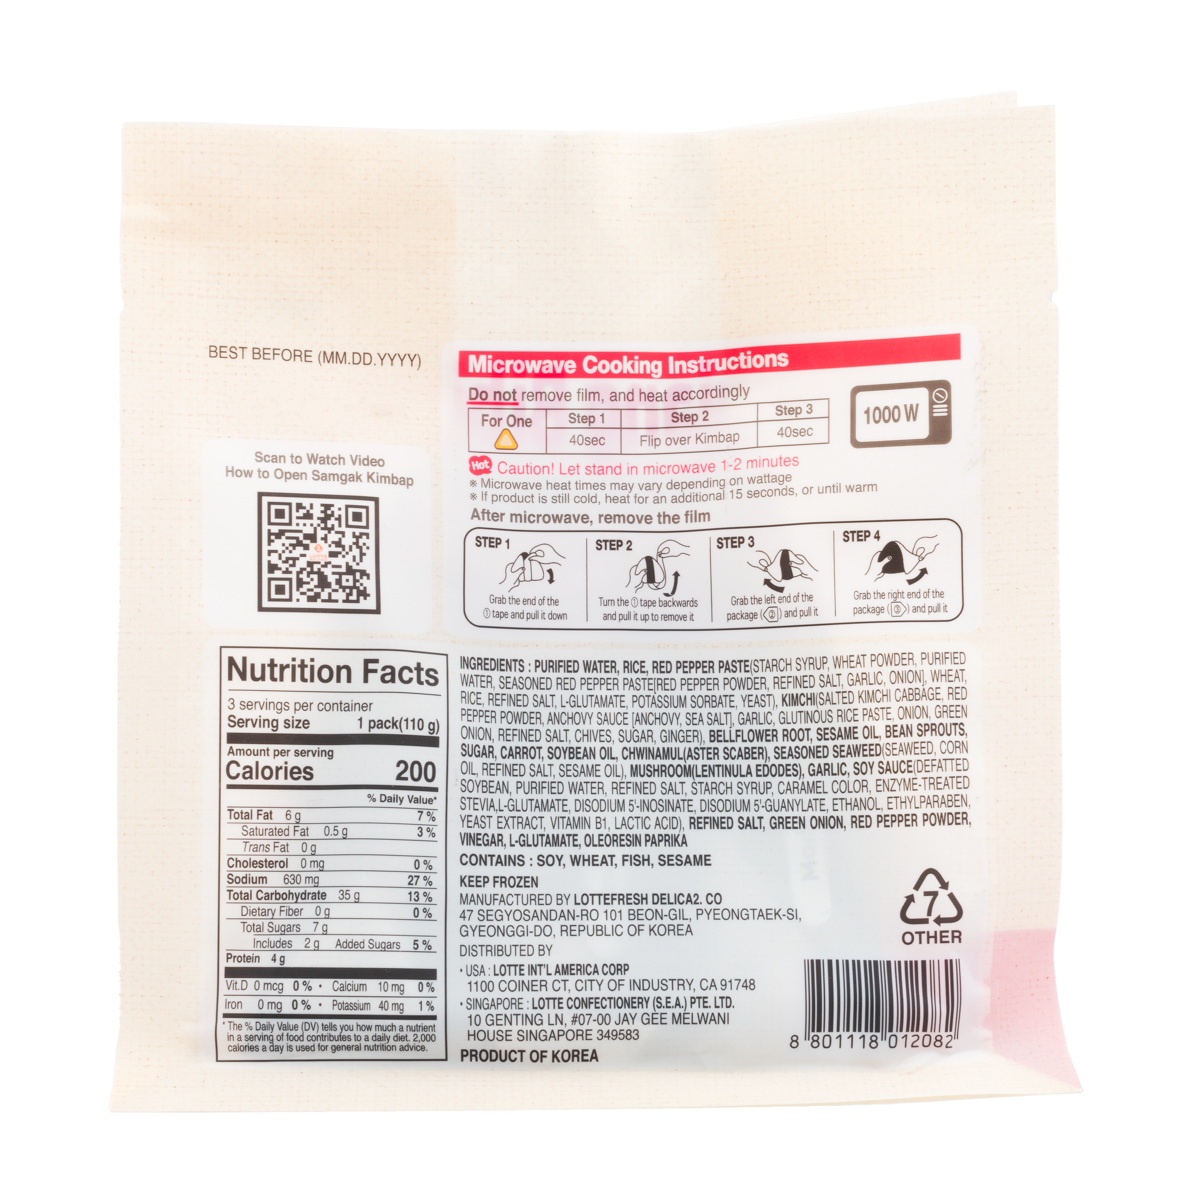 BEST BEFORE (MM.DD.YYYY)
Scan to Watch Video
How to Open Samgak Kimbap
Microwave Cooking Instructions
Do not remove film, and heat accordingly
For One
Step 1
Step 2
Step 3
40sec
Flip over Kimbap
40sec
1000 W
Hot Caution! Let stand in microwave 1-2 minutes
※ Microwave heat times may vary depending on wattage
※ If product is still cold, heat for an additional 15 seconds, or until warm
After microwave, remove the film
STEP 1
Grab the end of the
① tape and pull it down
STEP 2
Turn the ① tape backwards
and pull it up to remove it
STEP 3
Grab the left end of the
package (②) and pull it
STEP 4
Grab the right end of the
package (③) and pull it
Nutrition Facts
3 servings per container
Serving size 1 pack(110 g)
Amount per serving
Calories 200
% Daily Value*
Total Fat 6 g 7 %
Saturated Fat 0.5 g 3 %
Trans Fat 0 g
Cholesterol 0 mg 0 %
Sodium 630 mg 27 %
Total Carbohydrate 35 g 13 %
Dietary Fiber 0 g 0 %
Total Sugars 7 g
Includes 2 g Added Sugars 5 %
Protein 4 g
Vit.D 0 mcg 0 % • Calcium 10 mg 0 %
Iron 0 mg 0 % • Potassium 40 mg 1 %
* The % Daily Value (DV) tells you how much a nutrient
in a serving of food contributes to a daily diet. 2,000
calories a day is used for general nutrition advice.
INGREDIENTS : PURIFIED WATER, RICE, RED PEPPER PASTE(STARCH SYRUP, WHEAT POWDER, PURIFIED
WATER, SEASONED RED PEPPER PASTE[RED PEPPER POWDER, REFINED SALT, GARLIC, ONION], WHEAT,
RICE, REFINED SALT, L-GLUTAMATE, POTASSIUM SORBATE, YEAST), KIMCHI(SALTED KIMCHI CABBAGE, RED
PEPPER POWDER, ANCHOVY SAUCE [ANCHOVY, SEA SALT], GARLIC, GLUTINOUS RICE PASTE, ONION, GREEN
ONION, REFINED SALT, CHIVES, SUGAR, GINGER), BELLFLOWER ROOT, SESAME OIL, BEAN SPROUTS,
SUGAR, CARROT, SOYBEAN OIL, CHWINAMUL(ASTER SCABER), SEASONED SEAWEED(SEAWEED, CORN
OIL, REFINED SALT, SESAME OIL), MUSHROOM(LENTINULA EDODES), GARLIC, SOY SAUCE(DEFATTED
SOYBEAN, PURIFIED WATER, REFINED SALT, STARCH SYRUP, CARAMEL COLOR, ENZYME-TREATED
STEVIA,L-GLUTAMATE, DISODIUM 5'-INOSINATE, DISODIUM 5'-GUANYLATE, ETHANOL, ETHYLPARABEN,
YEAST EXTRACT, VITAMIN B1, LACTIC ACID), REFINED SALT, GREEN ONION, RED PEPPER POWDER,
VINEGAR, L-GLUTAMATE, OLEORESIN PAPRIKA
CONTAINS : SOY, WHEAT, FISH, SESAME
KEEP FROZEN
MANUFACTURED BY LOTTEFRESH DELICA2. CO
47 SEGYOSANDAN-RO 101 BEON-GIL, PYEONGTAEK-SI,
GYEONGGI-DO, REPUBLIC OF KOREA
DISTRIBUTED BY
• USA : LOTTE INT'L AMERICA CORP
1100 COINER CT, CITY OF INDUSTRY, CA 91748
• SINGAPORE : LOTTE CONFECTIONERY (S.E.A.) PTE. LTD.
10 GENTING LN, #07-00 JAY GEE MELWANI
HOUSE SINGAPORE 349583
PRODUCT OF KOREA
7
OTHER
8 801118 012082